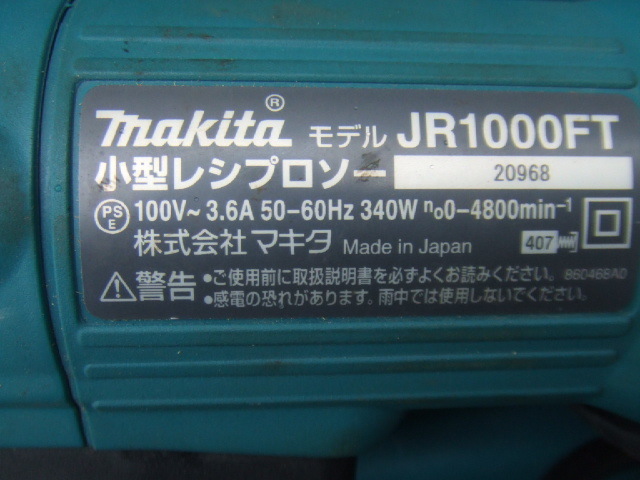 makita® モデル JR1000FT
小型レシプロソー 20968
PSE 100V~ 3.6A 50-60Hz 340W n₀0-4800min⁻¹
株式会社マキタ Made in Japan 407
⚠警告 •ご使用前に取扱説明書を必ずよくお読みください。 860468AD
•感電の恐れがあります。雨中では使用しないでください。